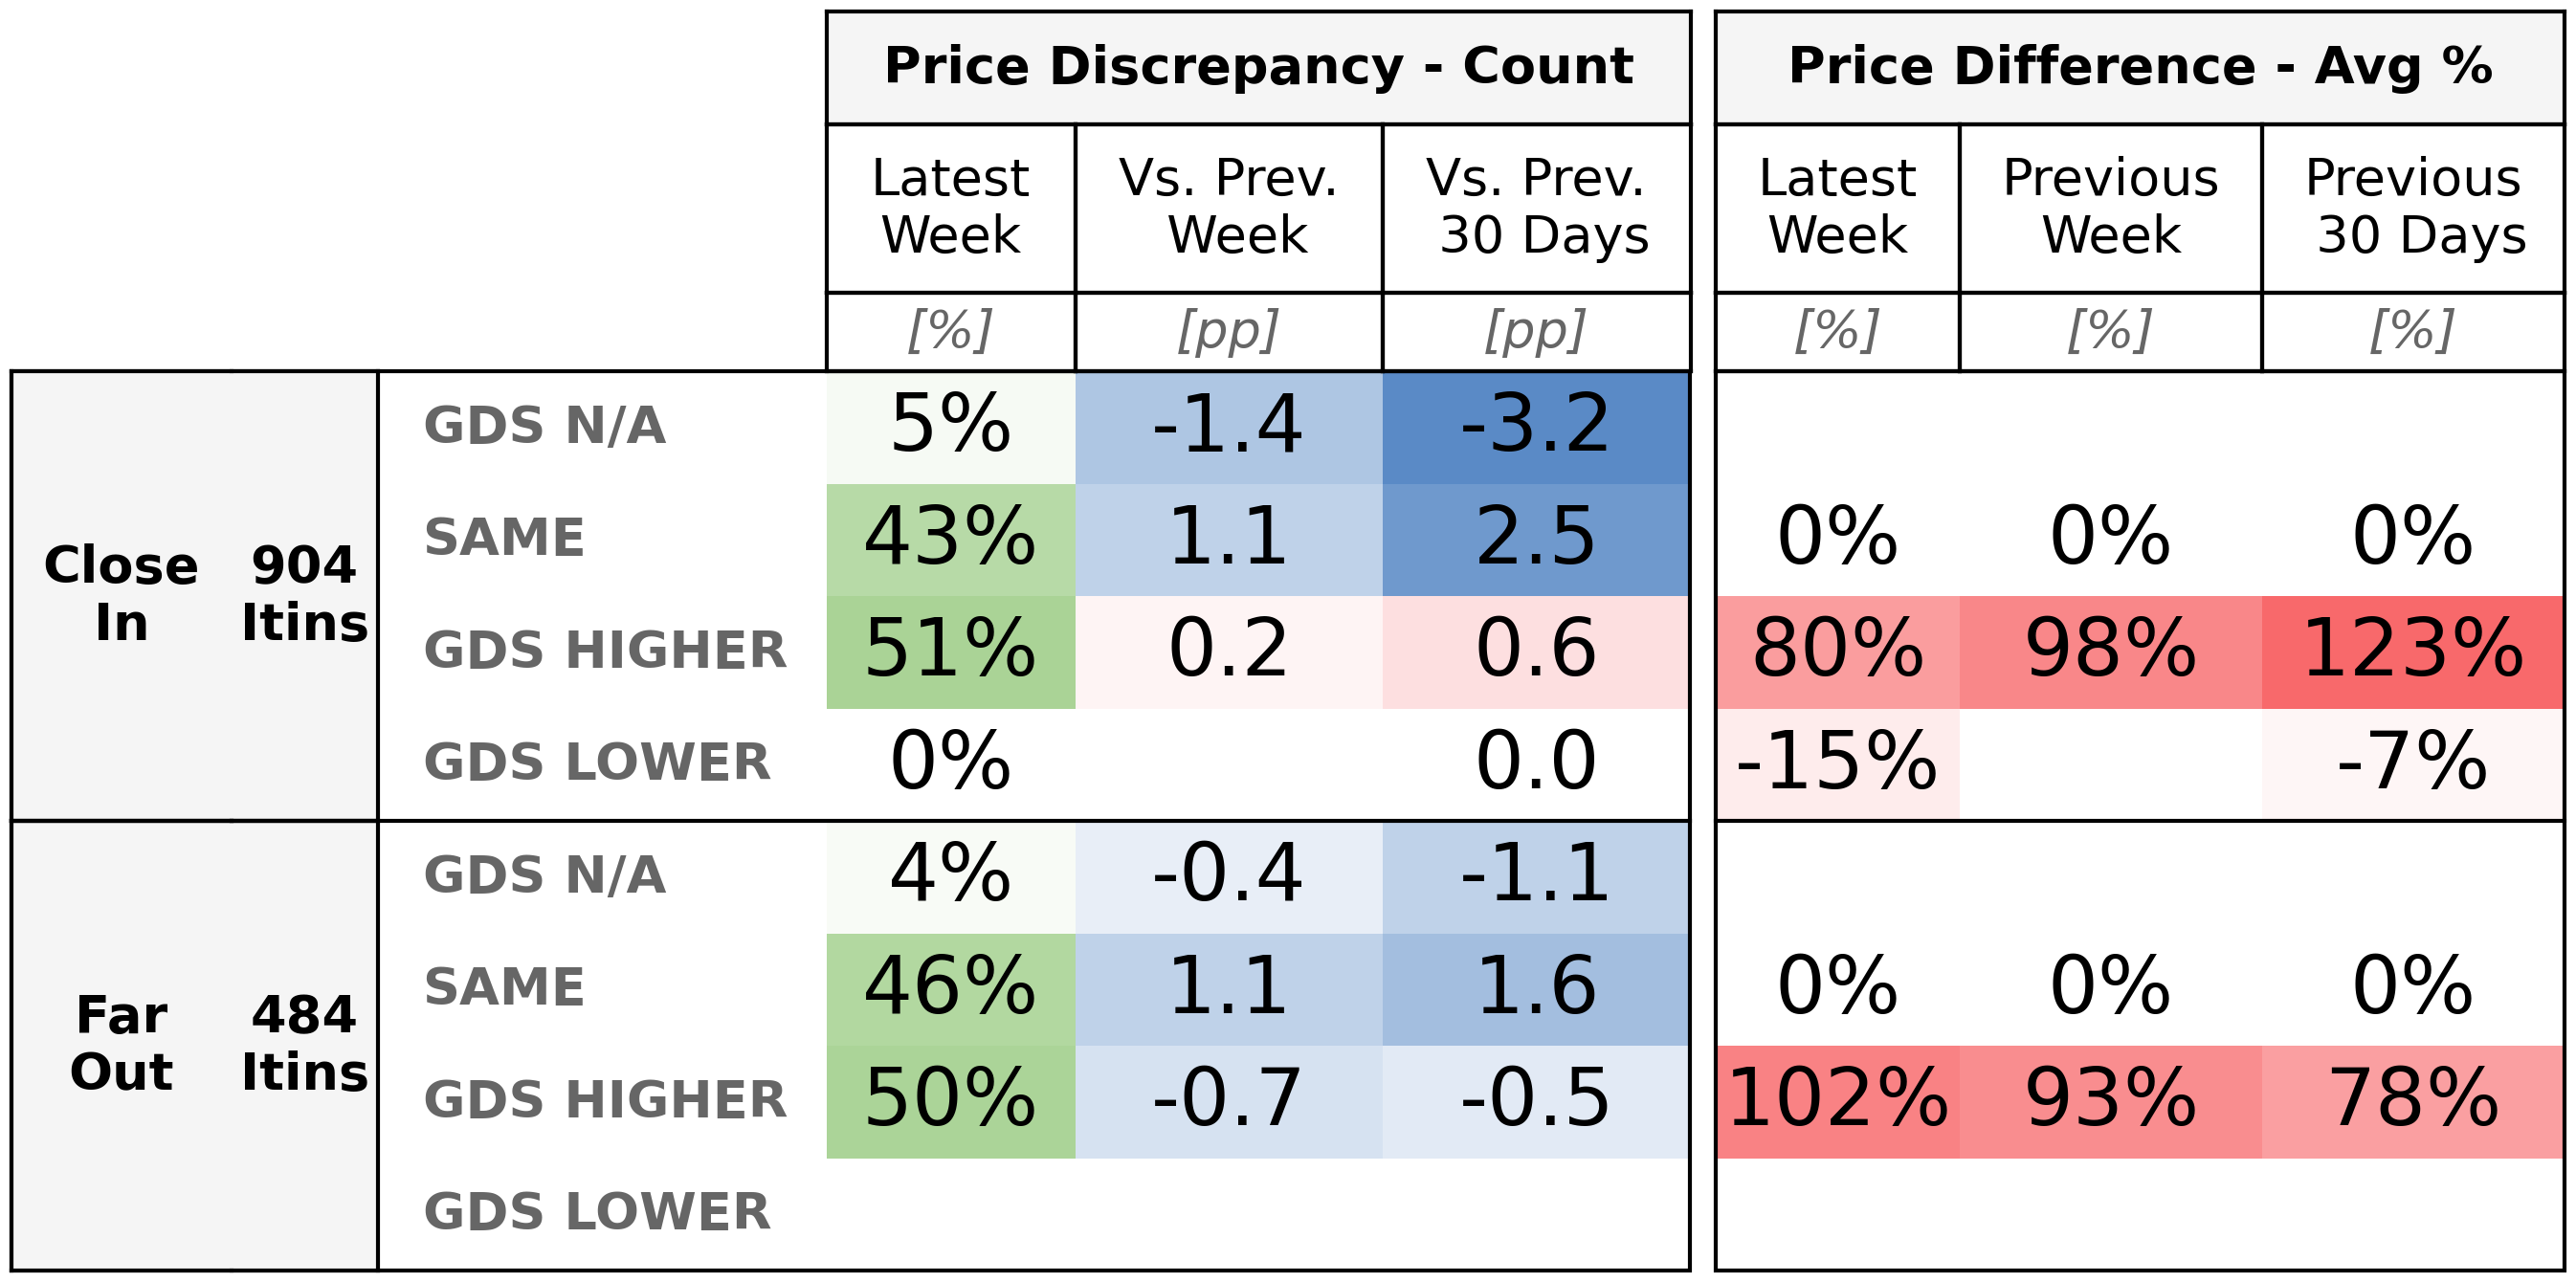 Price Discrepancy - Count Price Difference - Avg %
Latest Week Vs. Prev. Week Vs. Prev. 30 Days Latest Week Previous Week Previous 30 Days
[%] [pp] [pp] [%] [%] [%]
Close In 904 Itins
GDS N/A 5% -1.4 -3.2
SAME 43% 1.1 2.5 0% 0% 0%
GDS HIGHER 51% 0.2 0.6 80% 98% 123%
GDS LOWER 0% 0.0 -15% -7%
Far Out 484 Itins
GDS N/A 4% -0.4 -1.1
SAME 46% 1.1 1.6 0% 0% 0%
GDS HIGHER 50% -0.7 -0.5 102% 93% 78%
GDS LOWER